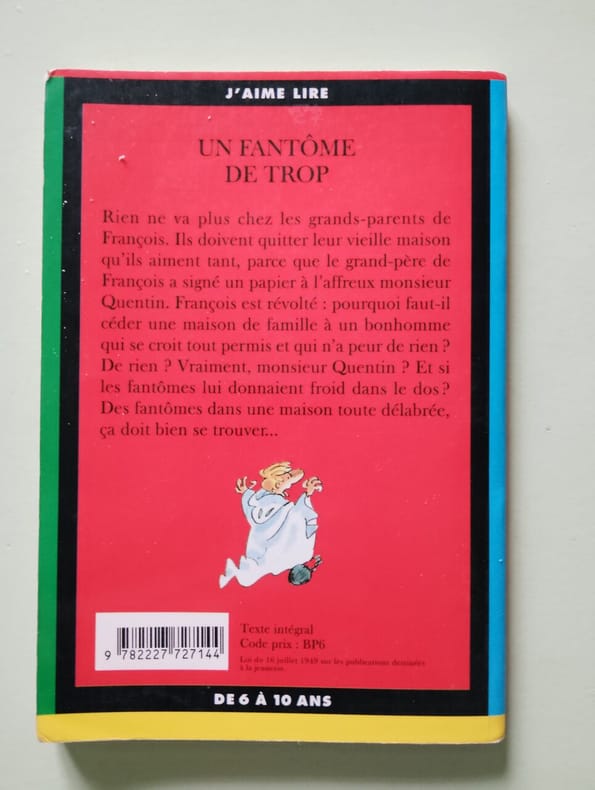 J'AIME LIRE
UN FANTÔME
DE TROP
Rien ne va plus chez les grands-parents de
François. Ils doivent quitter leur vieille maison
qu'ils aiment tant, parce que le grand-père de
François a signé un papier à l'affreux monsieur
Quentin. François est révolté : pourquoi faut-il
céder une maison de famille à un bonhomme
qui se croit tout permis et qui n'a peur de rien ?
De rien ? Vraiment, monsieur Quentin ? Et si
les fantômes lui donnaient froid dans le dos ?
Des fantômes dans une maison toute délabrée,
ça doit bien se trouver...
Texte intégral
Code prix : BP6
Loi du 16 juillet 1949 sur les publications destinées
à la jeunesse.
9 782227 727144
DE 6 À 10 ANS